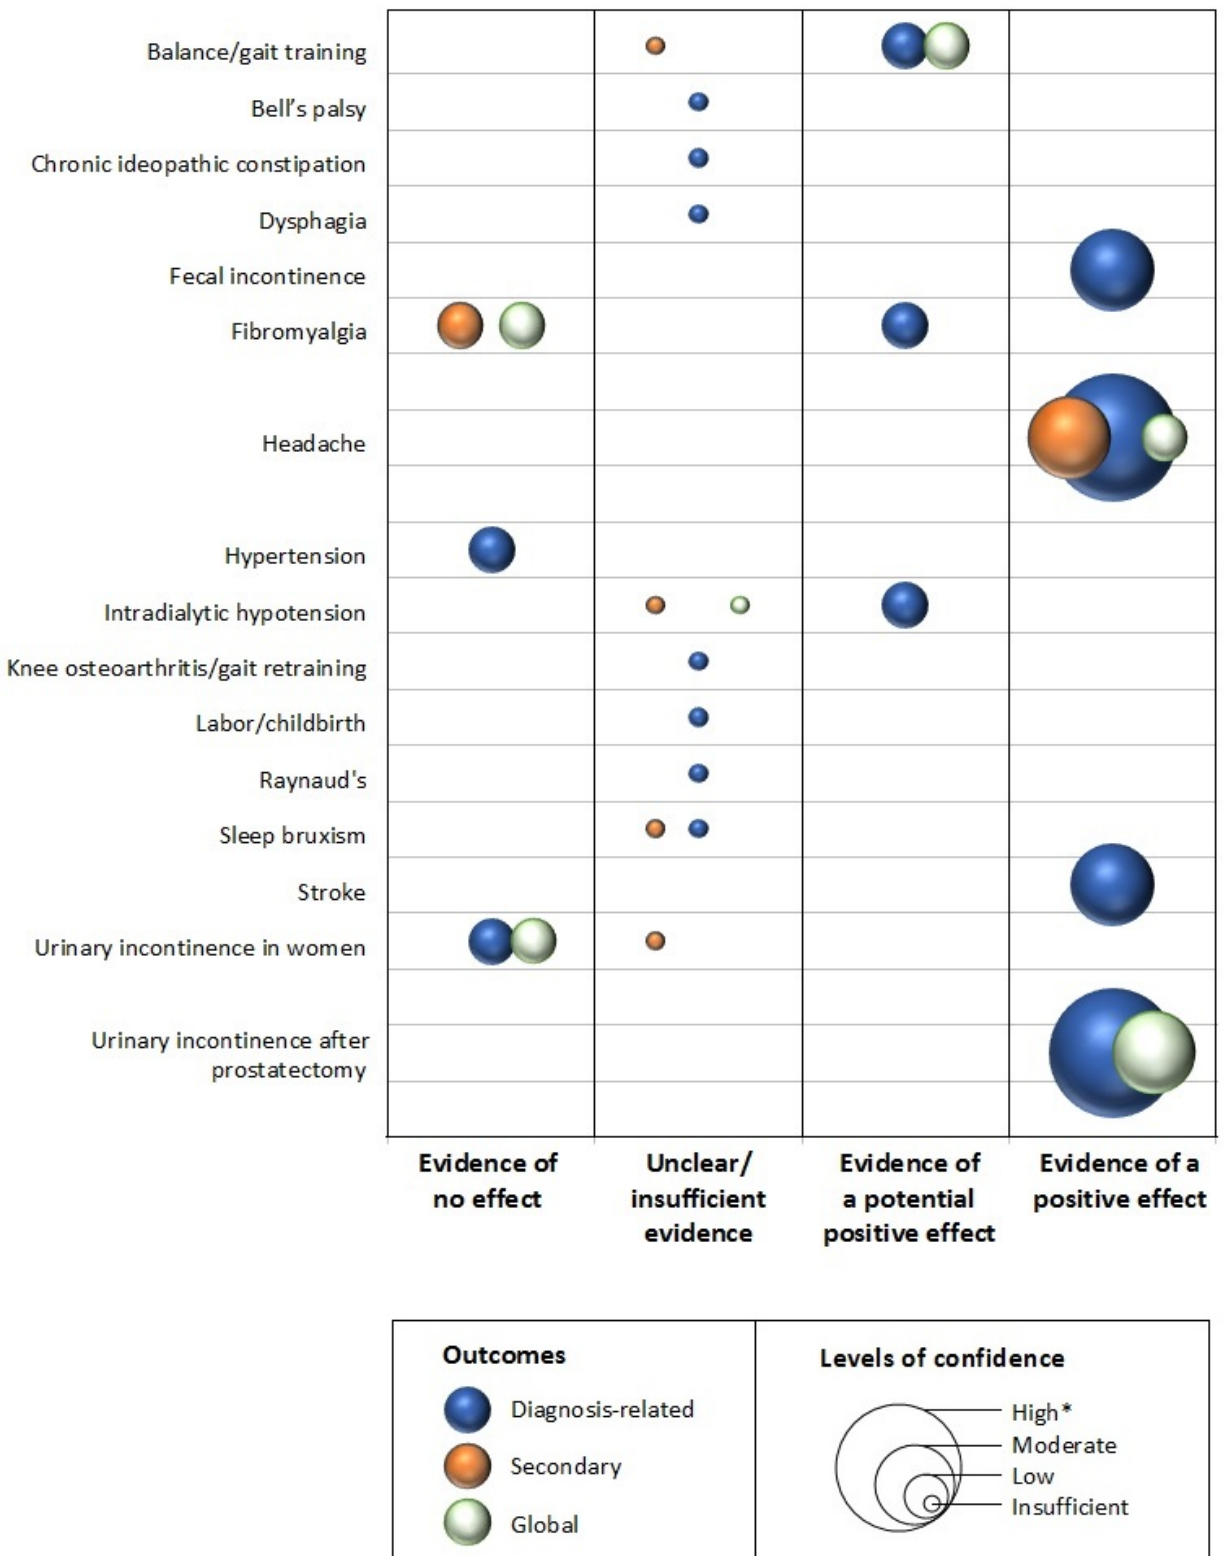 Balance/gait training
Bell’s palsy
Chronic ideopathic constipation
Dysphagia
Fecal incontinence
Fibromyalgia
Headache
Hypertension
Intradialytic hypotension
Knee osteoarthritis/gait retraining
Labor/childbirth
Raynaud's
Sleep bruxism
Stroke
Urinary incontinence in women
Urinary incontinence after
prostatectomy
Evidence of
no effect
Unclear/
insufficient
evidence
Evidence of
a potential
positive effect
Evidence of a
positive effect
Outcomes
Diagnosis-related
Secondary
Global
Levels of confidence
High*
Moderate
Low
Insufficient